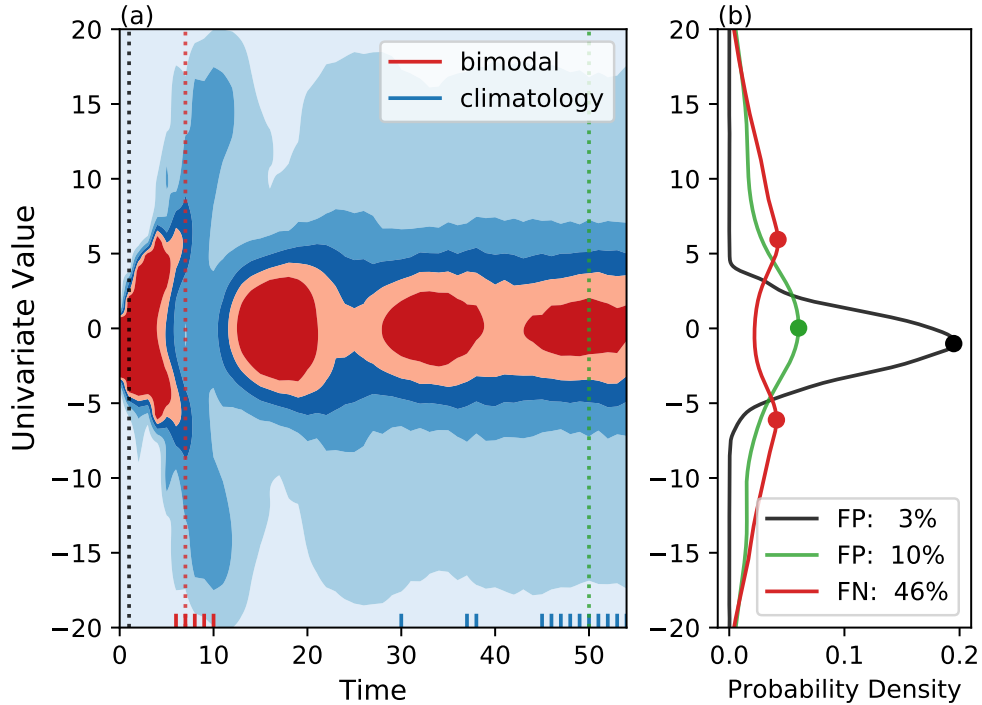 (a)
(b)
bimodal
climatology
Univariate Value
20
15
10
5
0
−5
−10
−15
−20
0
10
20
30
40
50
Time
20
15
10
5
0
−5
−10
−15
−20
FP: 3%
FP: 10%
FN: 46%
0.0
0.1
0.2
Probability Density